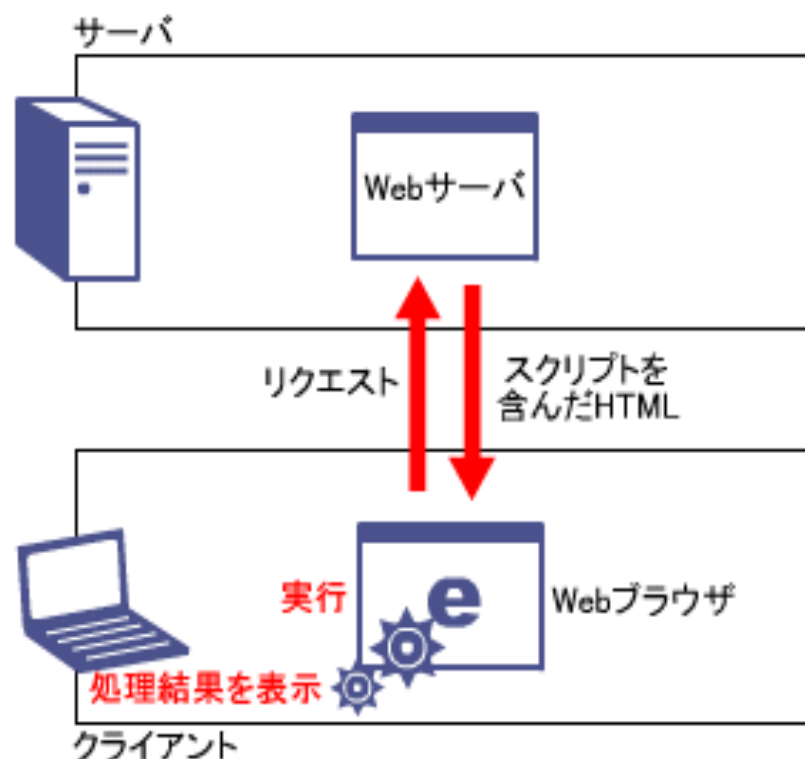 サーバ
Webサーバ
リクエスト
スクリプトを
含んだHTML
実行
e
Webブラウザ
処理結果を表示
クライアント